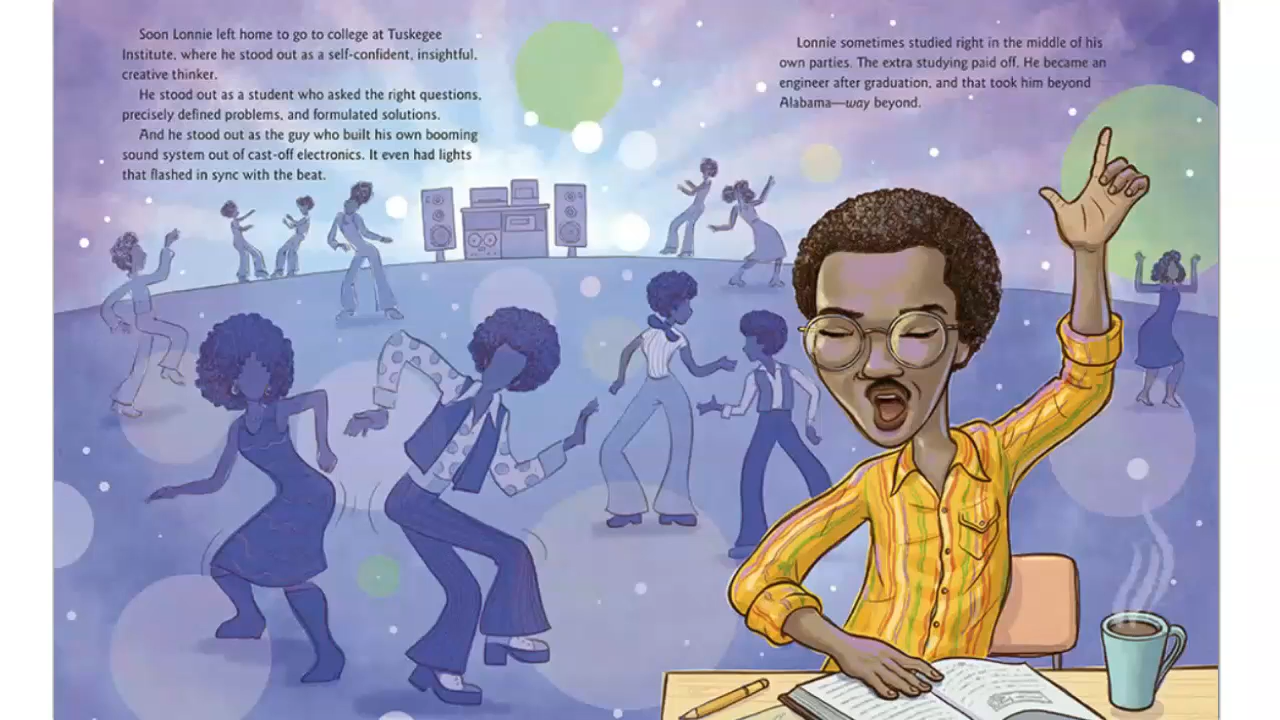 Soon Lonnie left home to go to college at Tuskegee
Institute, where he stood out as a self-confident, insightful,
creative thinker.
He stood out as a student who asked the right questions,
precisely defined problems, and formulated solutions.
And he stood out as the guy who built his own booming
sound system out of cast-off electronics. It even had lights
that flashed in sync with the beat.
Lonnie sometimes studied right in the middle of his
own parties. The extra studying paid off. He became an
engineer after graduation, and that took him beyond
Alabama—way beyond.